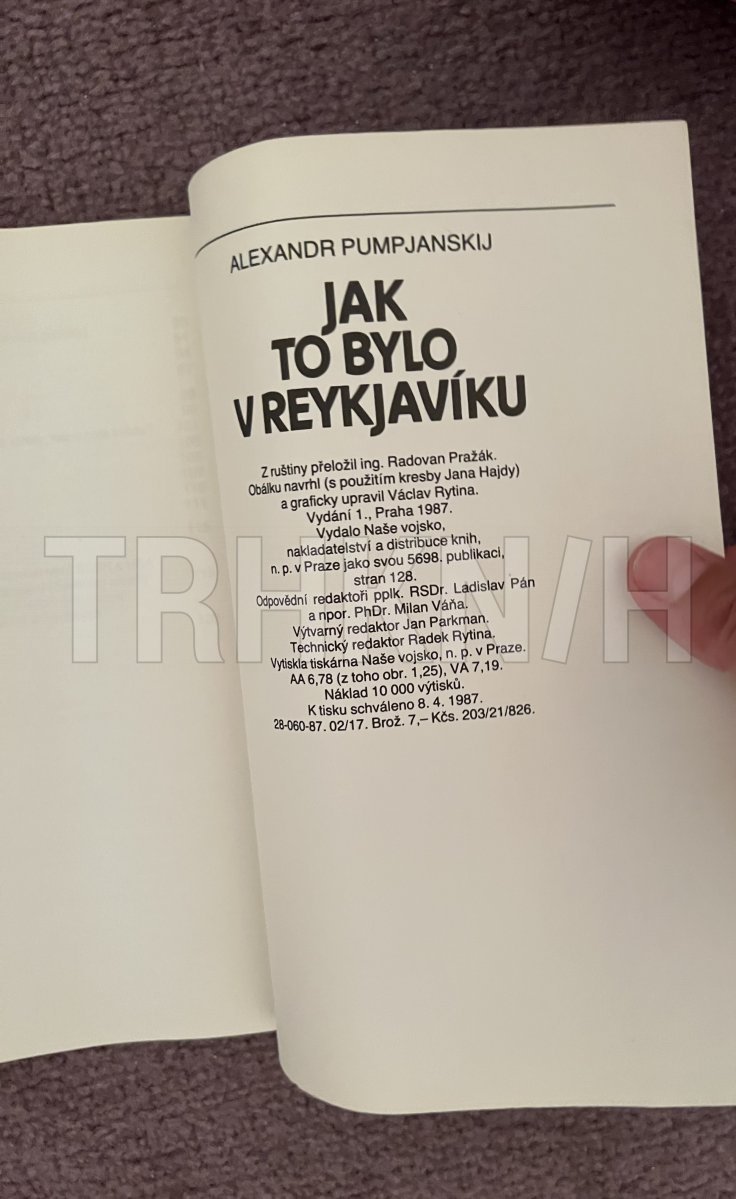 ALEXANDR PUMPJANSKIJ
JAK
TO BYLO
V REYKJAVÍKU
Z ruštiny přeložil ing. Radovan Pražák.
Obálku navrhl (s použitím kresby Jana Hajdy)
a graficky upravil Václav Rytina.
Vydání 1., Praha 1987.
Vydalo Naše vojsko,
nakladatelství a distribuce knih,
n. p. v Praze jako svou 5698. publikaci,
stran 128.
Odpovědní redaktoři pplk. RSDr. Ladislav Pán
a npor. PhDr. Milan Váňa.
Výtvarný redaktor Jan Parkman.
Technický redaktor Radek Rytina.
Vytiskla tiskárna Naše vojsko, n. p. v Praze.
AA 6,78 (z toho obr. 1,25), VA 7,19.
Náklad 10 000 výtisků.
K tisku schváleno 8. 4. 1987.
28-060-87. 02/17. Brož. 7,– Kčs. 203/21/826.
TRHKN/H